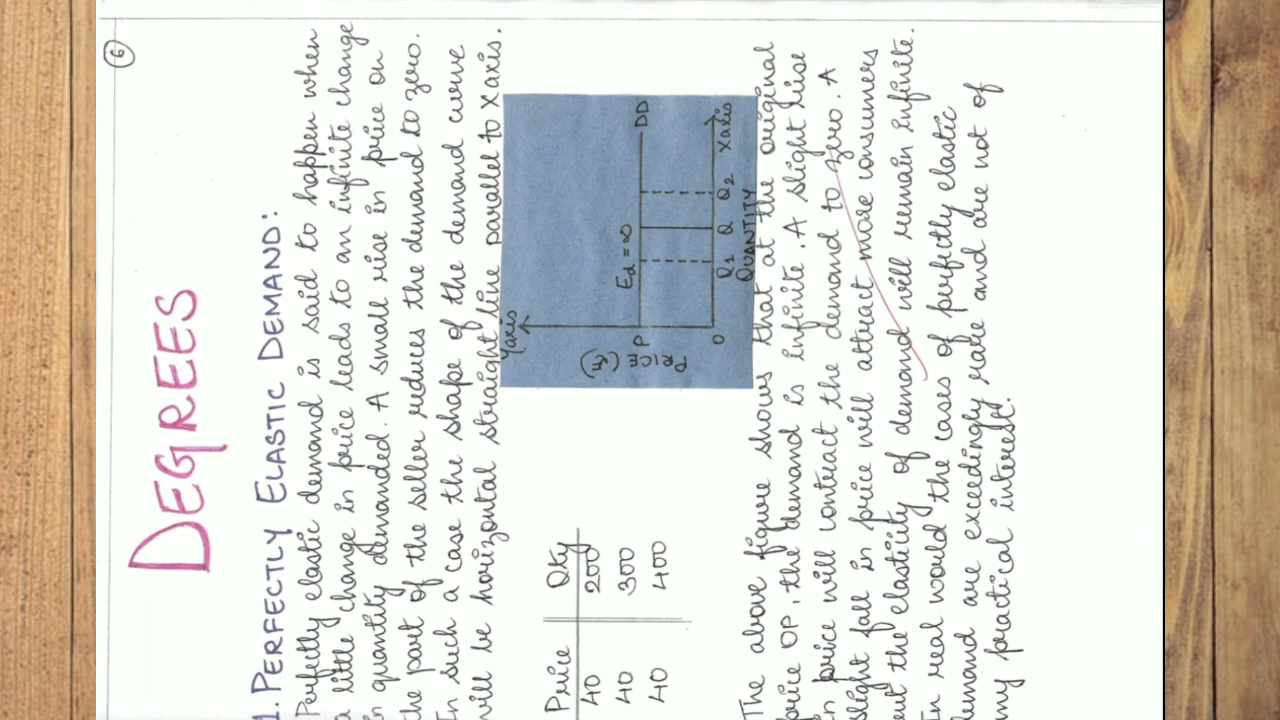 6
DEGREES
1. PERFECTLY ELASTIC DEMAND:
Perfectly elastic demand is said to happen when
a little change in price leads to an infinite change
in quantity demanded. A small rise in price on
the part of the seller reduces the demand to zero.
In such a case the shape of the demand curve
will be horizontal straight line parallel to x axis.
Price Qty
40 200
40 300
40 400
Y axis
PRICE (₹)
P
Ed = ∞
DD
O
Q1 Q Q2 X axis
QUANTITY
The above figure shows that at the original
price OP, the demand is infinite. A slight rise
in price will contract the demand to zero. A
slight fall in price will attract more consumers
but the elasticity of demand will remain infinite.
In real would the cases of perfectly elastic
demand are exceedingly rare and are not of
any practical interest.